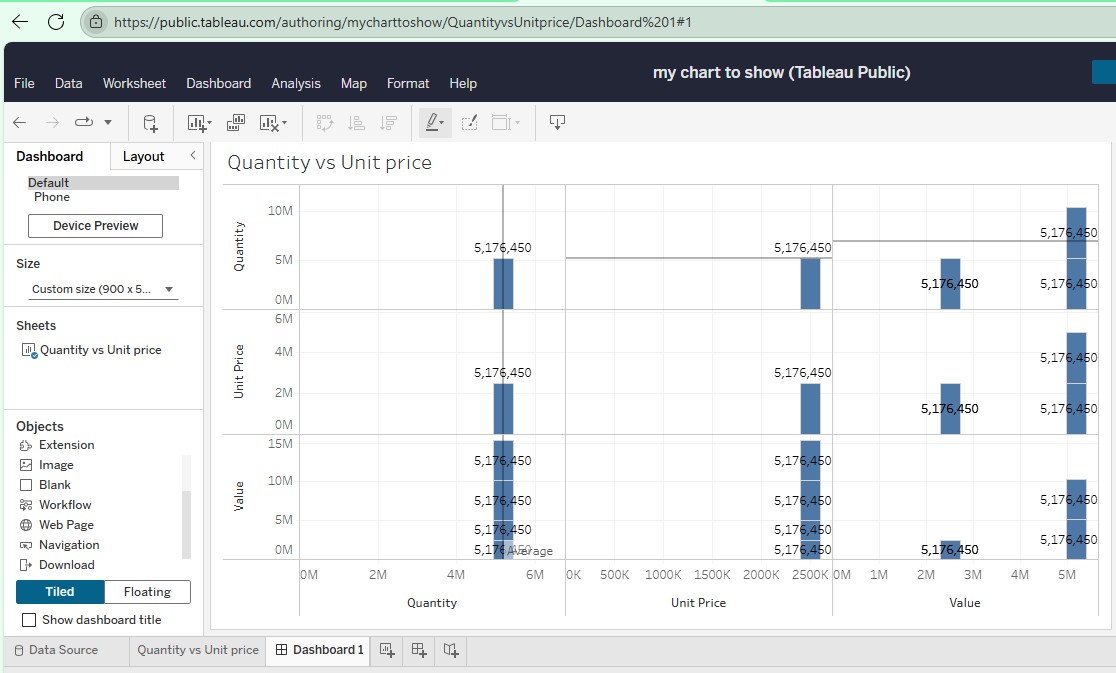 https://public.tableau.com/authoring/mycharttoshow/QuantityvsUnitprice/Dashboard%201#1
my chart to show (Tableau Public)
File Data Worksheet Dashboard Analysis Map Format Help
Dashboard Layout
Default
Phone
Device Preview
Size
Custom size (900 x 5...
Sheets
Quantity vs Unit price
Objects
Extension
Image
Blank
Workflow
Web Page
Navigation
Download
Tiled Floating
Show dashboard title
Quantity vs Unit price
Quantity
10M
5M
0M
5,176,450
5,176,450
5,176,450
5,176,450
5,176,450
Unit Price
6M
4M
2M
0M
5,176,450
5,176,450
5,176,450
5,176,450
5,176,450
Value
15M
10M
5M
0M
5,176,450
5,176,450
5,176,450
Average
5,176,450
5,176,450
5,176,450
5,176,450
5,176,450
5,176,450
5,176,450
0M 2M 4M 6M
0K 500K 1000K 1500K 2000K 2500K
0M 1M 2M 3M 4M 5M
Quantity Unit Price Value
Data Source Quantity vs Unit price Dashboard 1